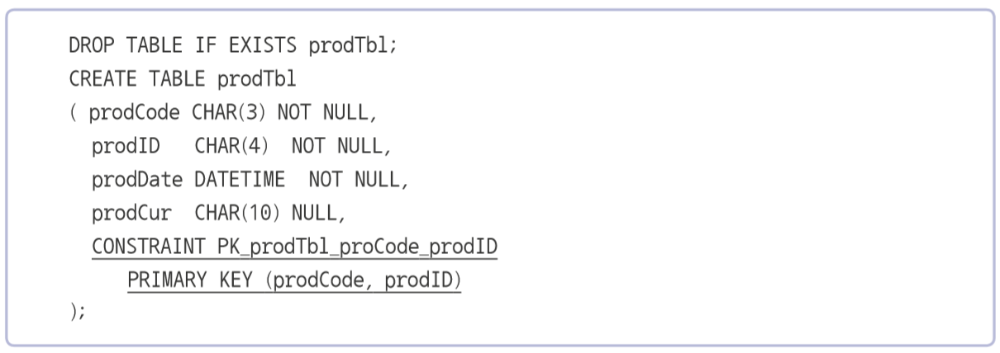 DROP TABLE IF EXISTS prodTbl;
CREATE TABLE prodTbl
( prodCode CHAR(3) NOT NULL,
  prodID   CHAR(4)  NOT NULL,
  prodDate DATETIME  NOT NULL,
  prodCur  CHAR(10) NULL,
  CONSTRAINT PK_prodTbl_proCode_prodID
     PRIMARY KEY (prodCode, prodID)
);